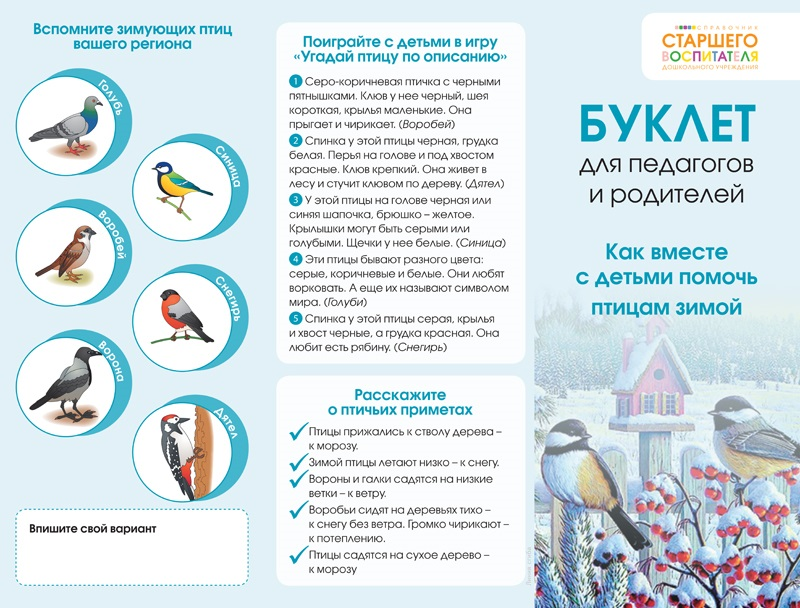 Вспомните зимующих птиц
вашего региона
Голубь
Синица
Воробей
Снегирь
Ворона
Дятел
Впишите свой вариант
Поиграйте с детьми в игру
«Угадай птицу по описанию»
1 Серо-коричневая птичка с черными
пятнышками. Клюв у нее черный, шея
короткая, крылья маленькие. Она
прыгает и чирикает. (Воробей)
2 Спинка у этой птицы черная, грудка
белая. Перья на голове и под хвостом
красные. Клюв крепкий. Она живет в
лесу и стучит клювом по дереву. (Дятел)
3 У этой птицы на голове черная или
синяя шапочка, брюшко – желтое.
Крылышки могут быть серыми или
голубыми. Щечки у нее белые. (Синица)
4 Эти птицы бывают разного цвета:
серые, коричневые и белые. Они любят
ворковать. А еще их называют символом
мира. (Голуби)
5 Спинка у этой птицы серая, крылья
и хвост черные, а грудка красная. Она
любит есть рябину. (Снегирь)
Расскажите
о птичьих приметах
Птицы прижались к стволу дерева –
к морозу.
Зимой птицы летают низко – к снегу.
Вороны и галки садятся на нижние
ветки – к ветру.
Воробьи сидят на деревьях тихо –
к снегу без ветра. Громко чирикают –
к потеплению.
Птицы садятся на сухое дерево –
к морозу
СПРАВОЧНИК
СТАРШЕГО
ВОСПИТАТЕЛЯ
ДОШКОЛЬНОГО УЧРЕЖДЕНИЯ
БУКЛЕТ
для педагогов
и родителей
Как вместе
с детьми помочь
птицам зимой